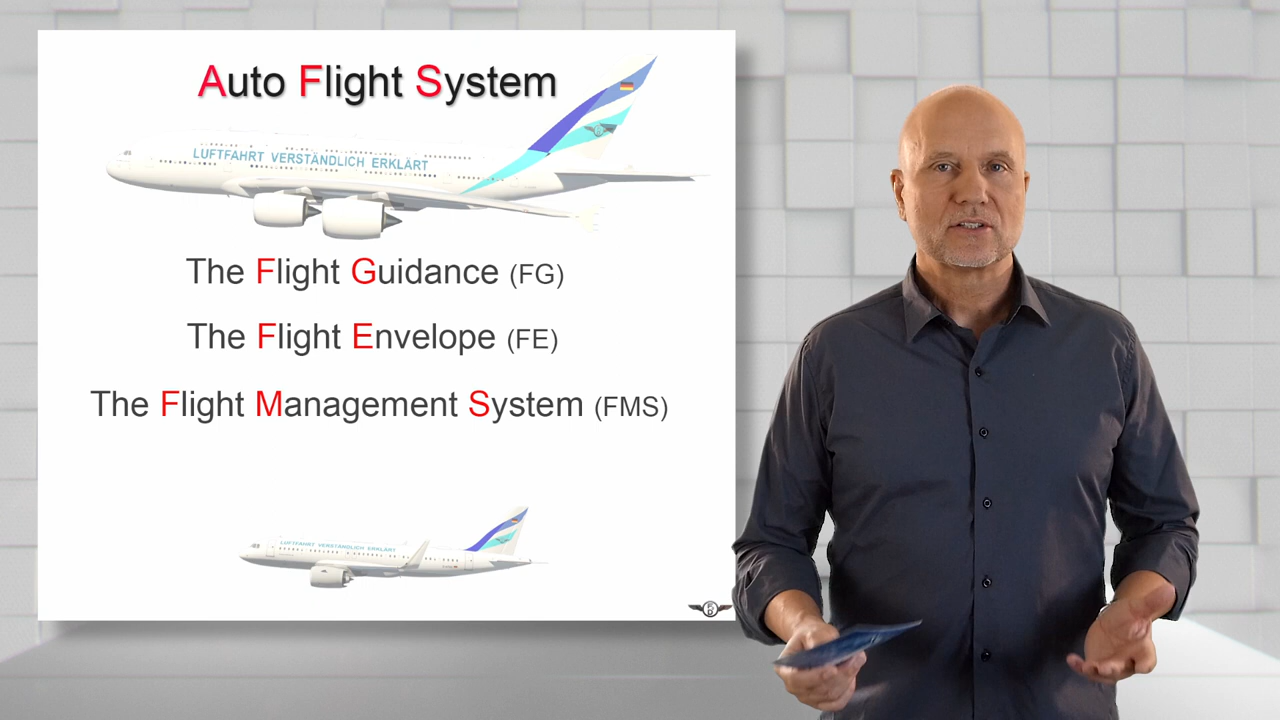 Auto Flight System
LUFTFAHRT VERSTÄNDLICH ERKLÄRT
The Flight Guidance (FG)
The Flight Envelope (FE)
The Flight Management System (FMS)
LUFTFAHRT VERSTÄNDLICH ERKLÄRT